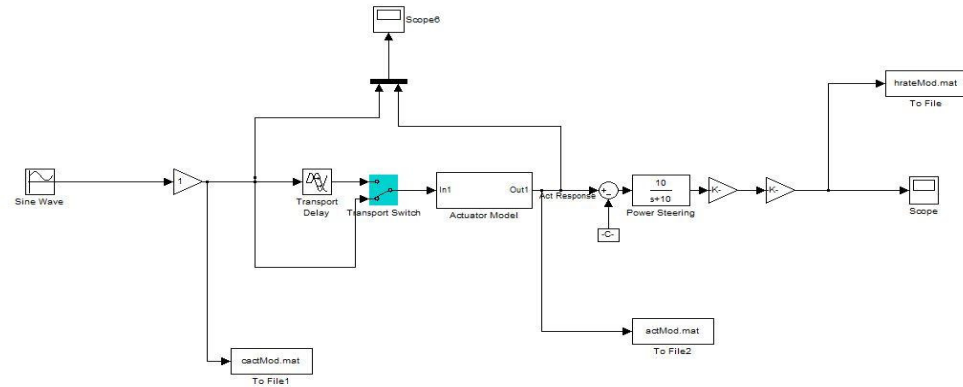 Scope6
hrateMod.mat
To File
Sine Wave
1
Transport
Delay
Transport Switch
In1
Out1
Actuator Model
Act Response
+
−
-C-
10
s+10
Power Steering
-K-
-K-
Scope
cactMod.mat
To File1
actMod.mat
To File2